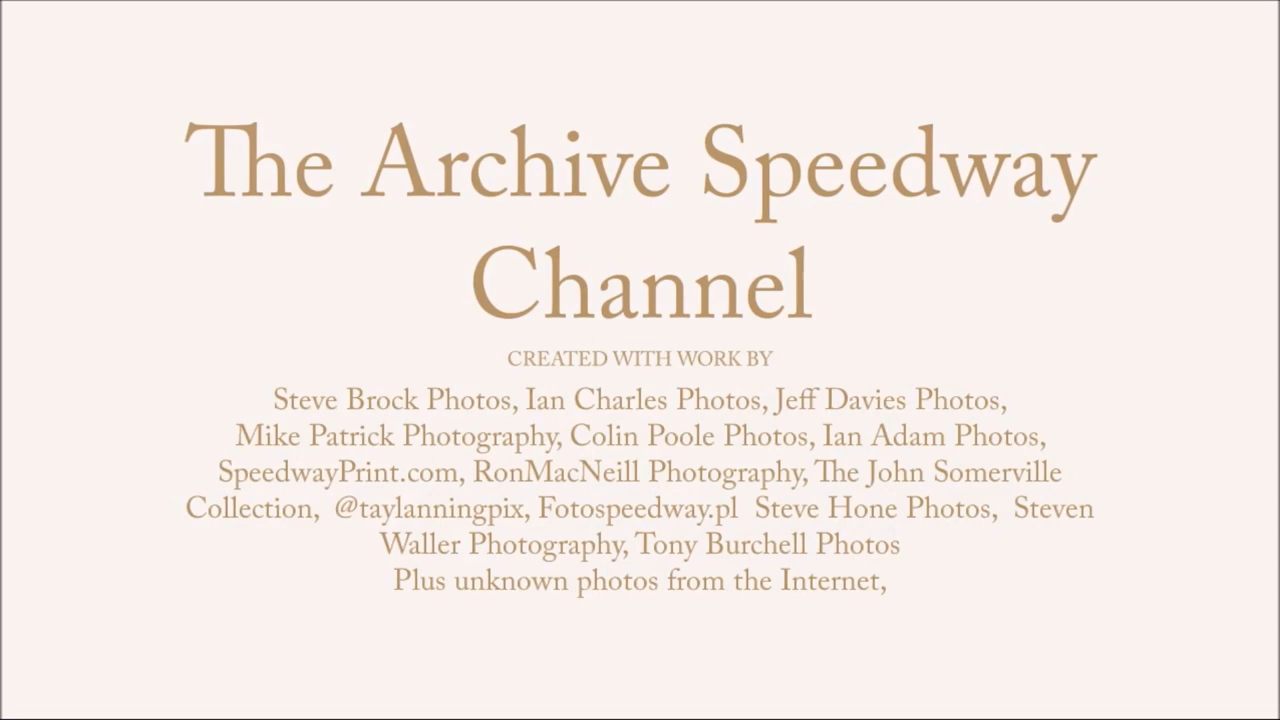 The Archive Speedway
Channel
CREATED WITH WORK BY
Steve Brock Photos, Ian Charles Photos, Jeff Davies Photos,
Mike Patrick Photography, Colin Poole Photos, Ian Adam Photos,
SpeedwayPrint.com, RonMacNeill Photography, The John Somerville
Collection,  @taylanningpix, Fotospeedway.pl  Steve Hone Photos,  Steven
Waller Photography, Tony Burchell Photos
Plus unknown photos from the Internet,